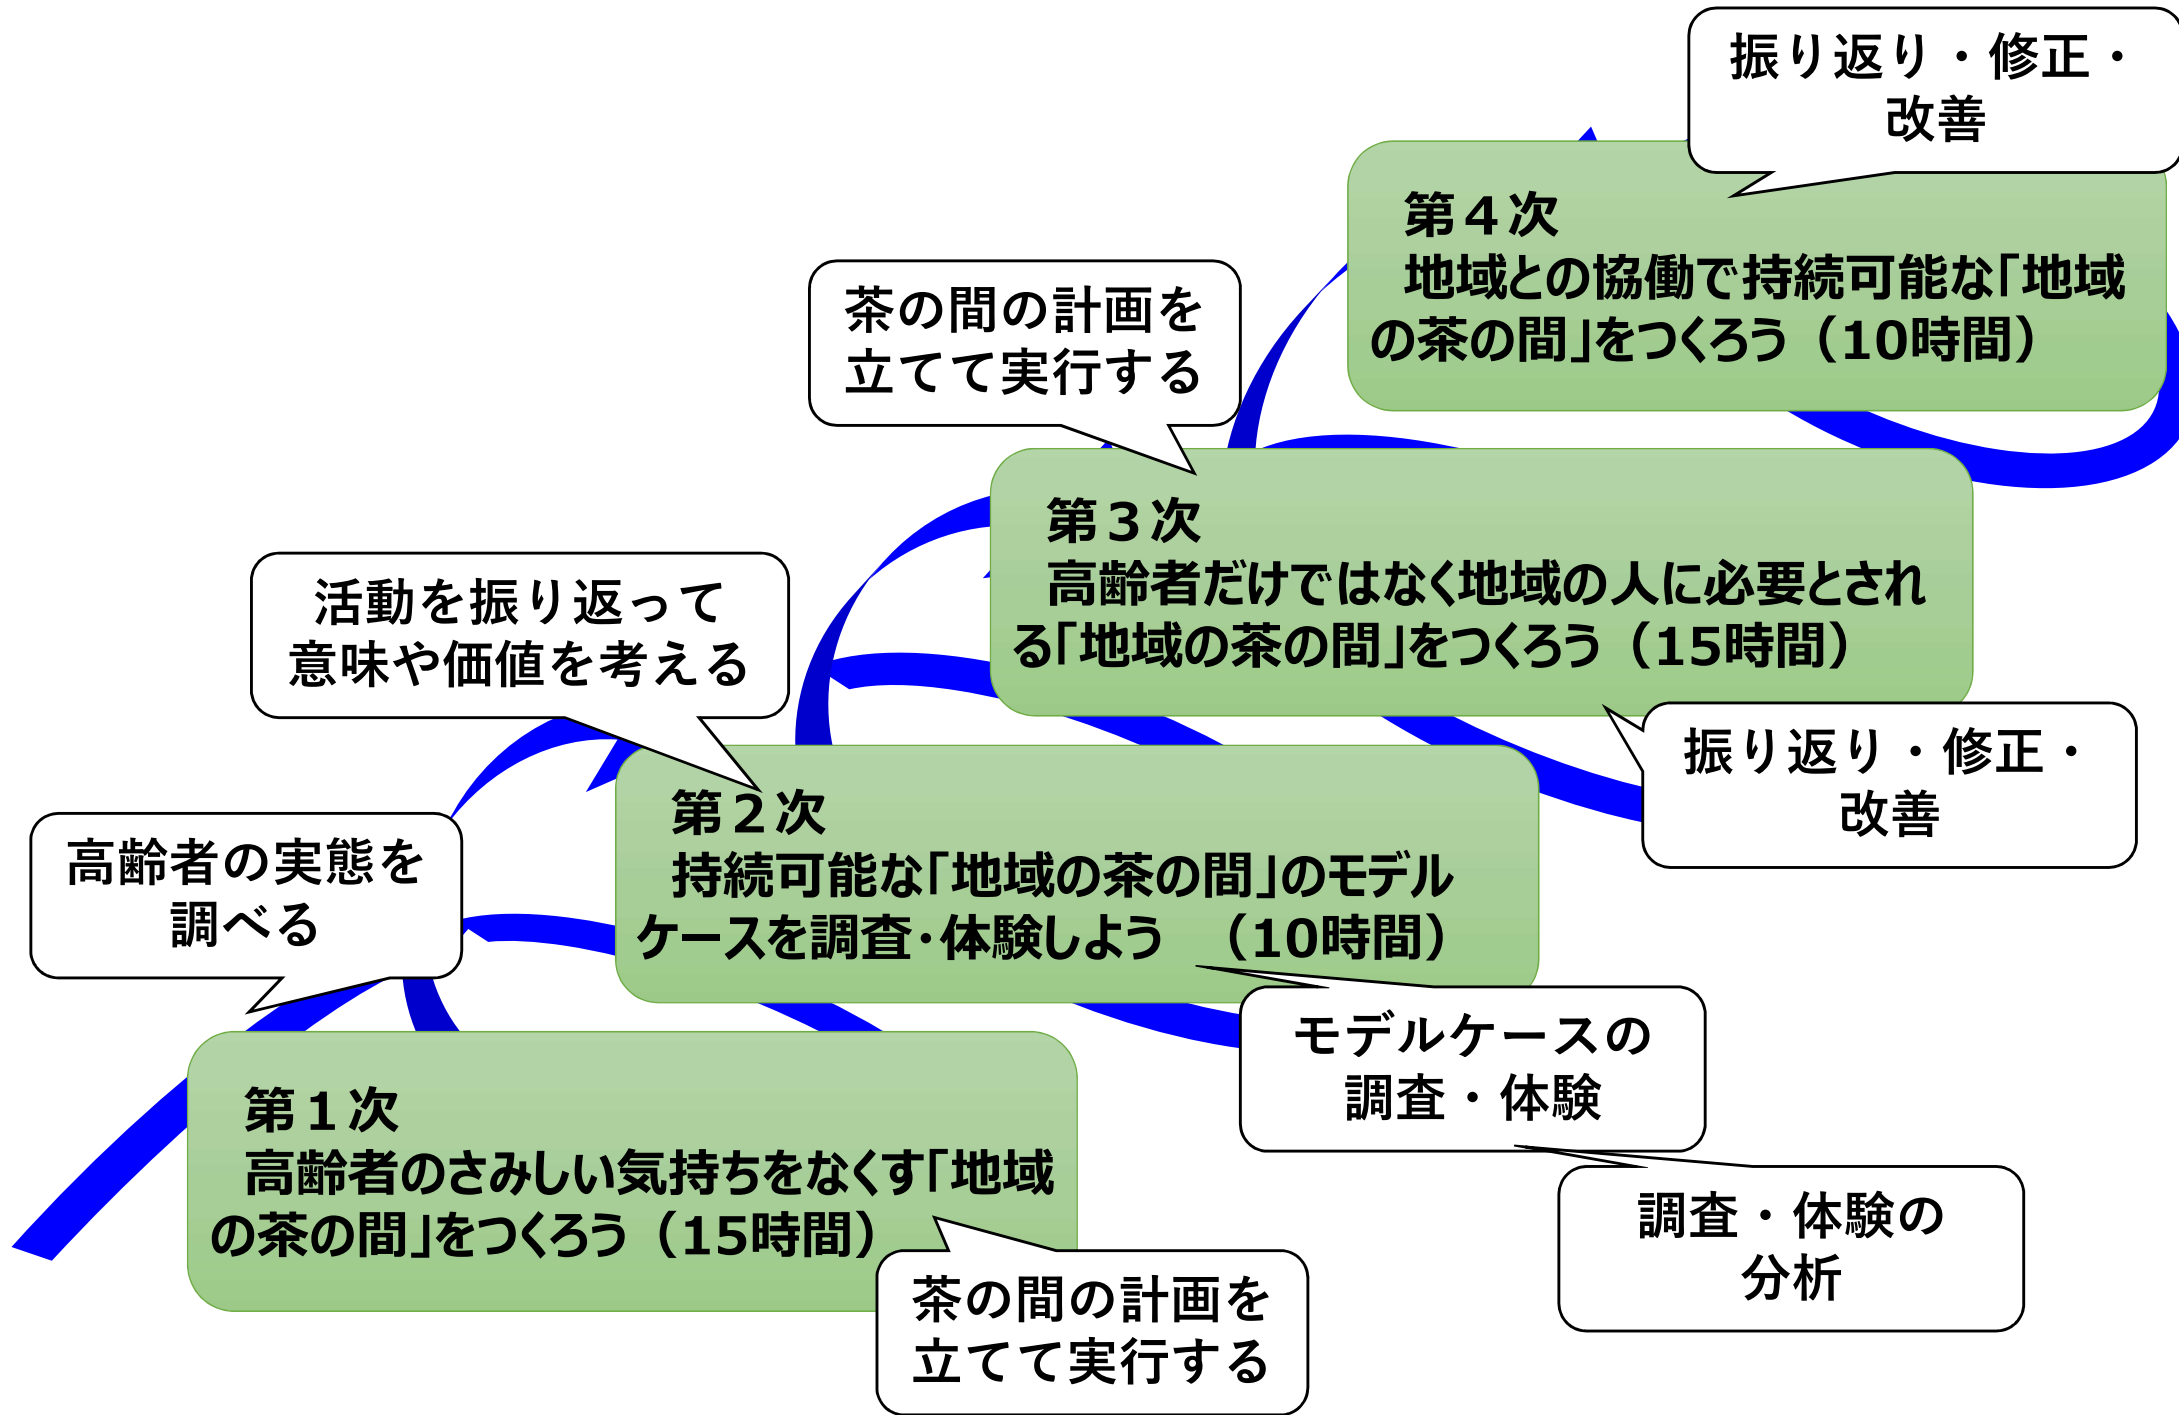 振り返り・修正・
改善
第４次
地域との協働で持続可能な「地域
の茶の間」をつくろう（10時間）
茶の間の計画を
立てて実行する
第３次
高齢者だけではなく地域の人に必要とされ
る「地域の茶の間」をつくろう（15時間）
振り返り・修正・
改善
活動を振り返って
意味や価値を考える
第２次
持続可能な「地域の茶の間」のモデル
ケースを調査・体験しよう　（10時間）
モデルケースの
調査・体験
調査・体験の
分析
高齢者の実態を
調べる
第１次
高齢者のさみしい気持ちをなくす「地域
の茶の間」をつくろう（15時間）
茶の間の計画を
立てて実行する